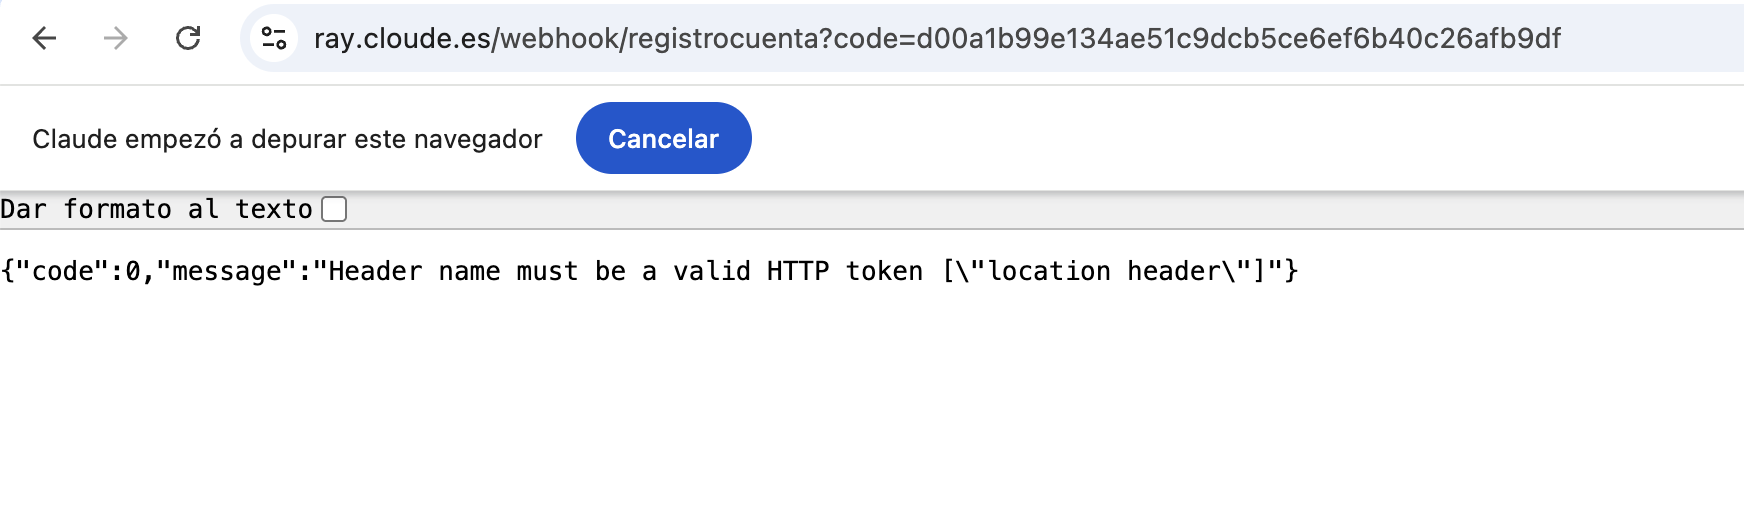 ray.cloude.es/webhook/registrocuenta?code=d00a1b99e134ae51c9dcb5ce6ef6b40c26afb9df
Claude empezó a depurar este navegador Cancelar
Dar formato al texto
{"code":0,"message":"Header name must be a valid HTTP token [\"location header\"]"}